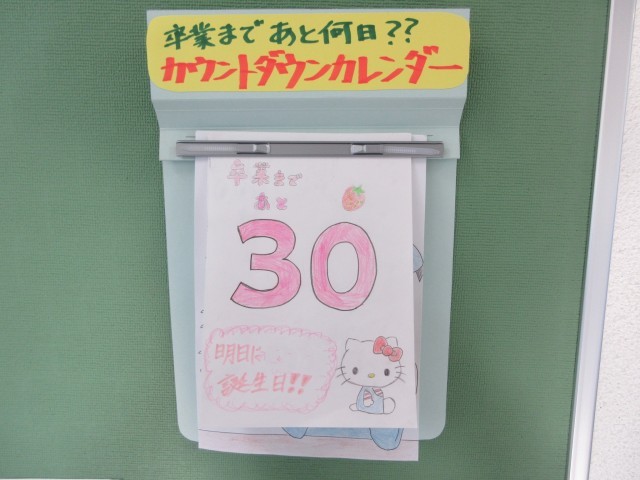 卒業まで あと何日??
カウントダウンカレンダー
卒業まで
あと
30
明日は
誕生日!!